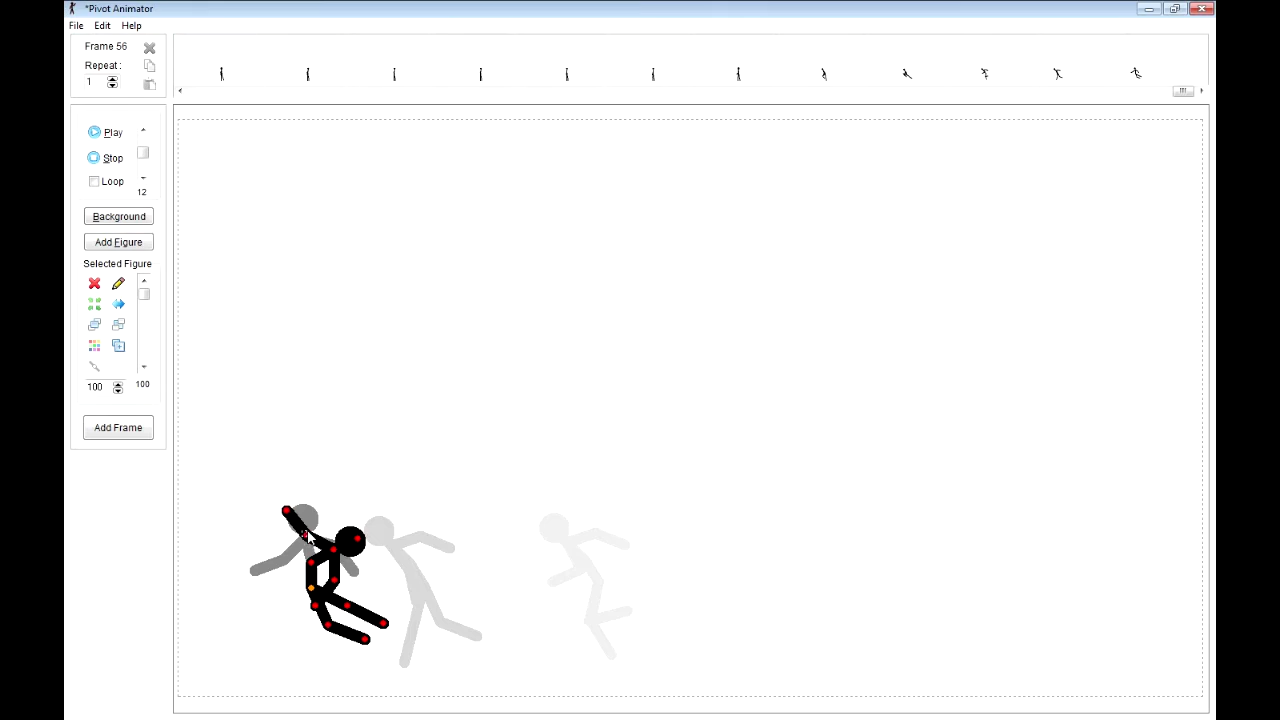 *Pivot Animator
File Edit Help
Frame 56
Repeat:
1
Play
Stop
Loop
12
Background
Add Figure
Selected Figure
100 100
Add Frame